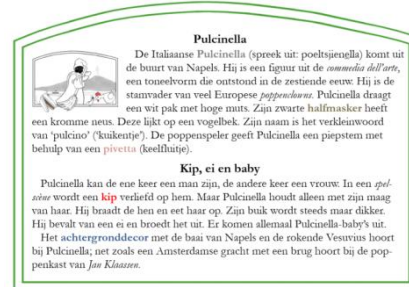 Pulcinella
De Italiaanse Pulcinella (spreek uit: poeltsjienella) komt uit
de buurt van Napels. Hij is een figuur uit de commedia dell'arte,
een toneelvorm die ontstond in de zestiende eeuw. Hij is de
stamvader van veel Europese poppenclowns. Pulcinella draagt
een wit pak met hoge muts. Zijn zwarte halfmasker heeft
een kromme neus. Deze lijkt op een vogelbek. Zijn naam is het verkleinwoord
van 'pulcino' ('kuikentje'). De poppenspeler geeft Pulcinella een piepstem met
behulp van een pivetta (keelfluitje).
Kip, ei en baby
Pulcinella kan de ene keer een man zijn, de andere keer een vrouw. In een spel-
scène wordt een kip verliefd op hem. Maar Pulcinella houdt alleen met zijn maag
van haar. Hij braadt de hen en eet haar op. Zijn buik wordt steeds maar dikker.
Hij bevalt van een ei en broedt het uit. Er komen allemaal Pulcinella-baby's uit.
Het achtergronddecor met de baai van Napels en de rokende Vesuvius hoort
bij Pulcinella; net zoals een Amsterdamse gracht met een brug hoort bij de pop-
penkast van Jan Klaassen.